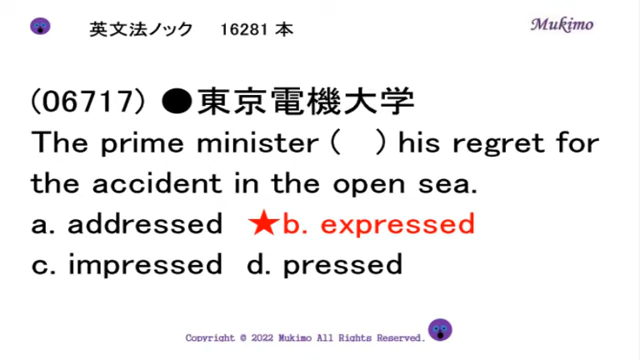 英文法ノック 16281 本
Mukimo
(06717) ●東京電機大学
The prime minister ( ) his regret for
the accident in the open sea.
a. addressed ★b. expressed
c. impressed d. pressed
Copyright © 2022 Mukimo All Rights Reserved.